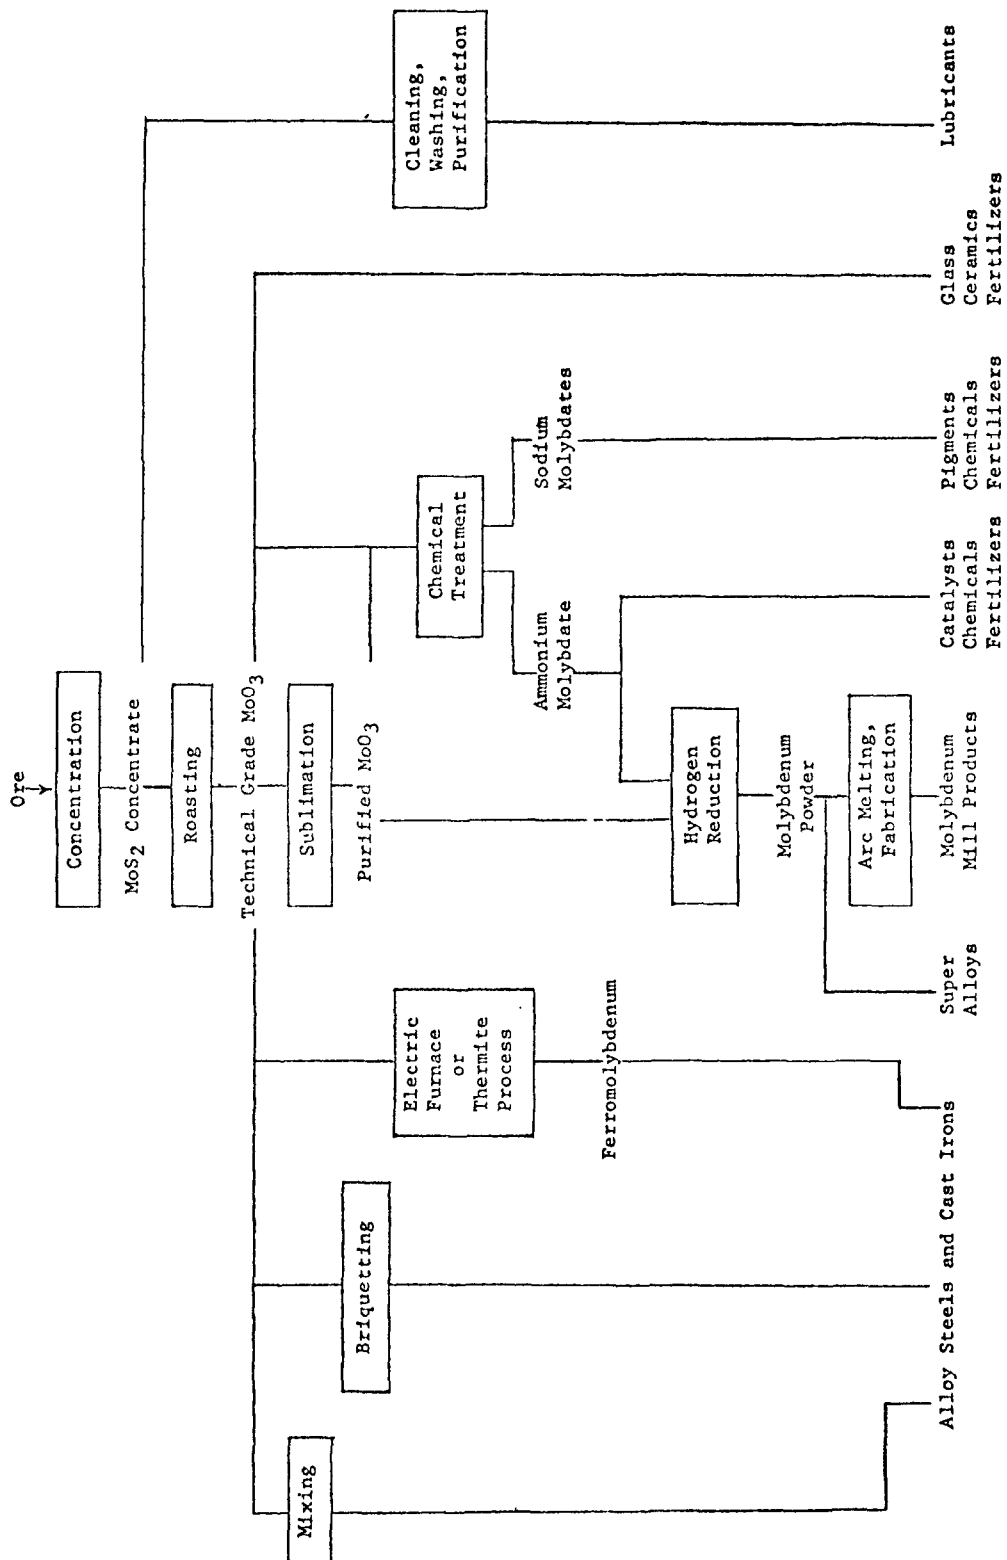 Ore
Concentration
MoS2 Concentrate
Roasting
Technical Grade MoO3
Sublimation
Purified MoO3
Mixing
Briquetting
Electric
Furnace
or
Thermite
Process
Ferromolybdenum
Chemical
Treatment
Ammonium
Molybdate
Sodium
Molybdates
Hydrogen
Reduction
Molybdenum
Powder
Arc Melting,
Fabrication
Cleaning,
Washing,
Purification
Alloy Steels and Cast Irons
Super
Alloys
Molybdenum
Mill Products
Catalysts
Chemicals
Fertilizers
Pigments
Chemicals
Fertilizers
Glass
Ceramics
Fertilizers
Lubricants